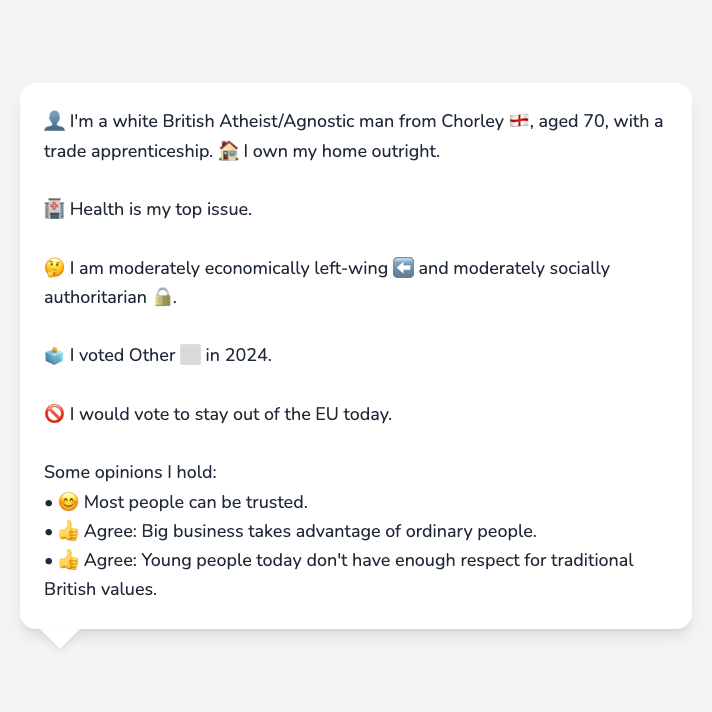 👤 I'm a white British Atheist/Agnostic man from Chorley 🏴󠁧󠁢󠁥󠁮󠁧󠁿, aged 70, with a
trade apprenticeship. 🏠 I own my home outright.
🏥 Health is my top issue.
🤔 I am moderately economically left-wing ⬅️ and moderately socially
authoritarian 🔒.
🗳️ I voted Other ⬜ in 2024.
🚫 I would vote to stay out of the EU today.
Some opinions I hold:
• 😊 Most people can be trusted.
• 👍 Agree: Big business takes advantage of ordinary people.
• 👍 Agree: Young people today don't have enough respect for traditional
British values.